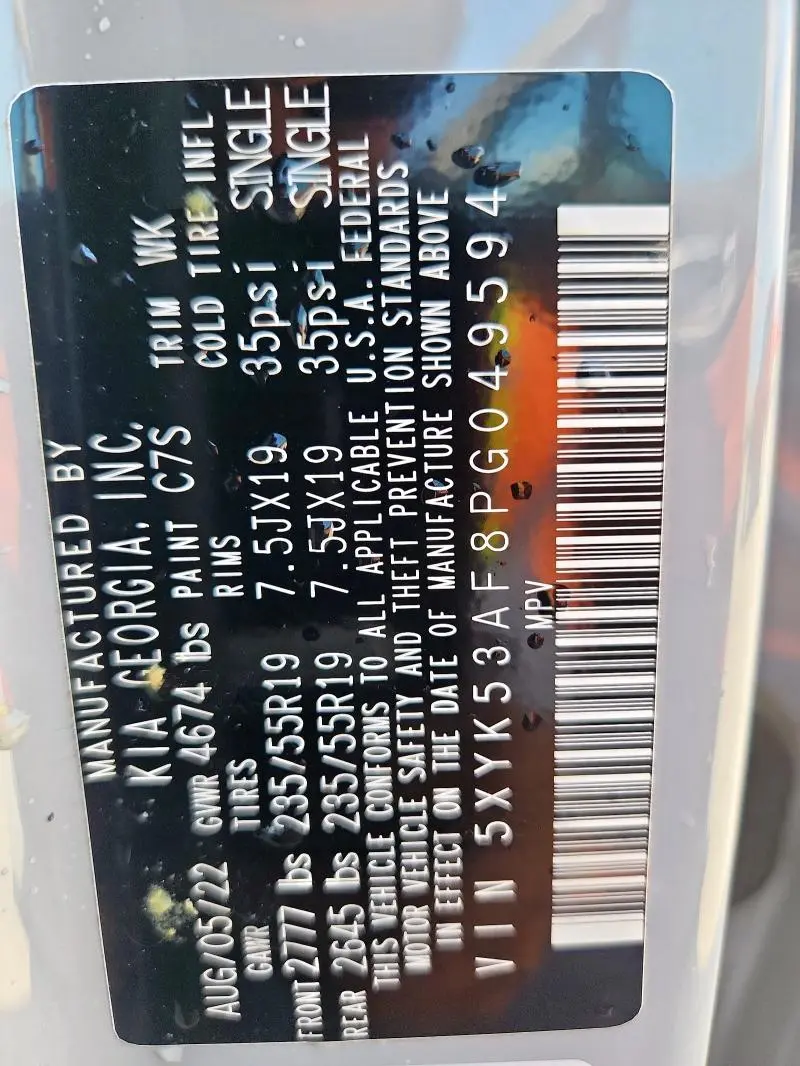 MANUFACTURED BY
KIA GEORGIA, INC.
AUG/05/22 GVWR 4674 lbs PAINT C7S TRIM WK
GAWR TIRES RIMS COLD TIRE INFL
FRONT 2777 lbs 235/55R19 7.5JX19 35psi SINGLE
REAR 2645 lbs 235/55R19 7.5JX19 35psi SINGLE
THIS VEHICLE CONFORMS TO ALL APPLICABLE U.S.A. FEDERAL
MOTOR VEHICLE SAFETY AND THEFT PREVENTION STANDARDS
IN EFFECT ON THE DATE OF MANUFACTURE SHOWN ABOVE
VIN 5XYK53AF8PG049594
MPV